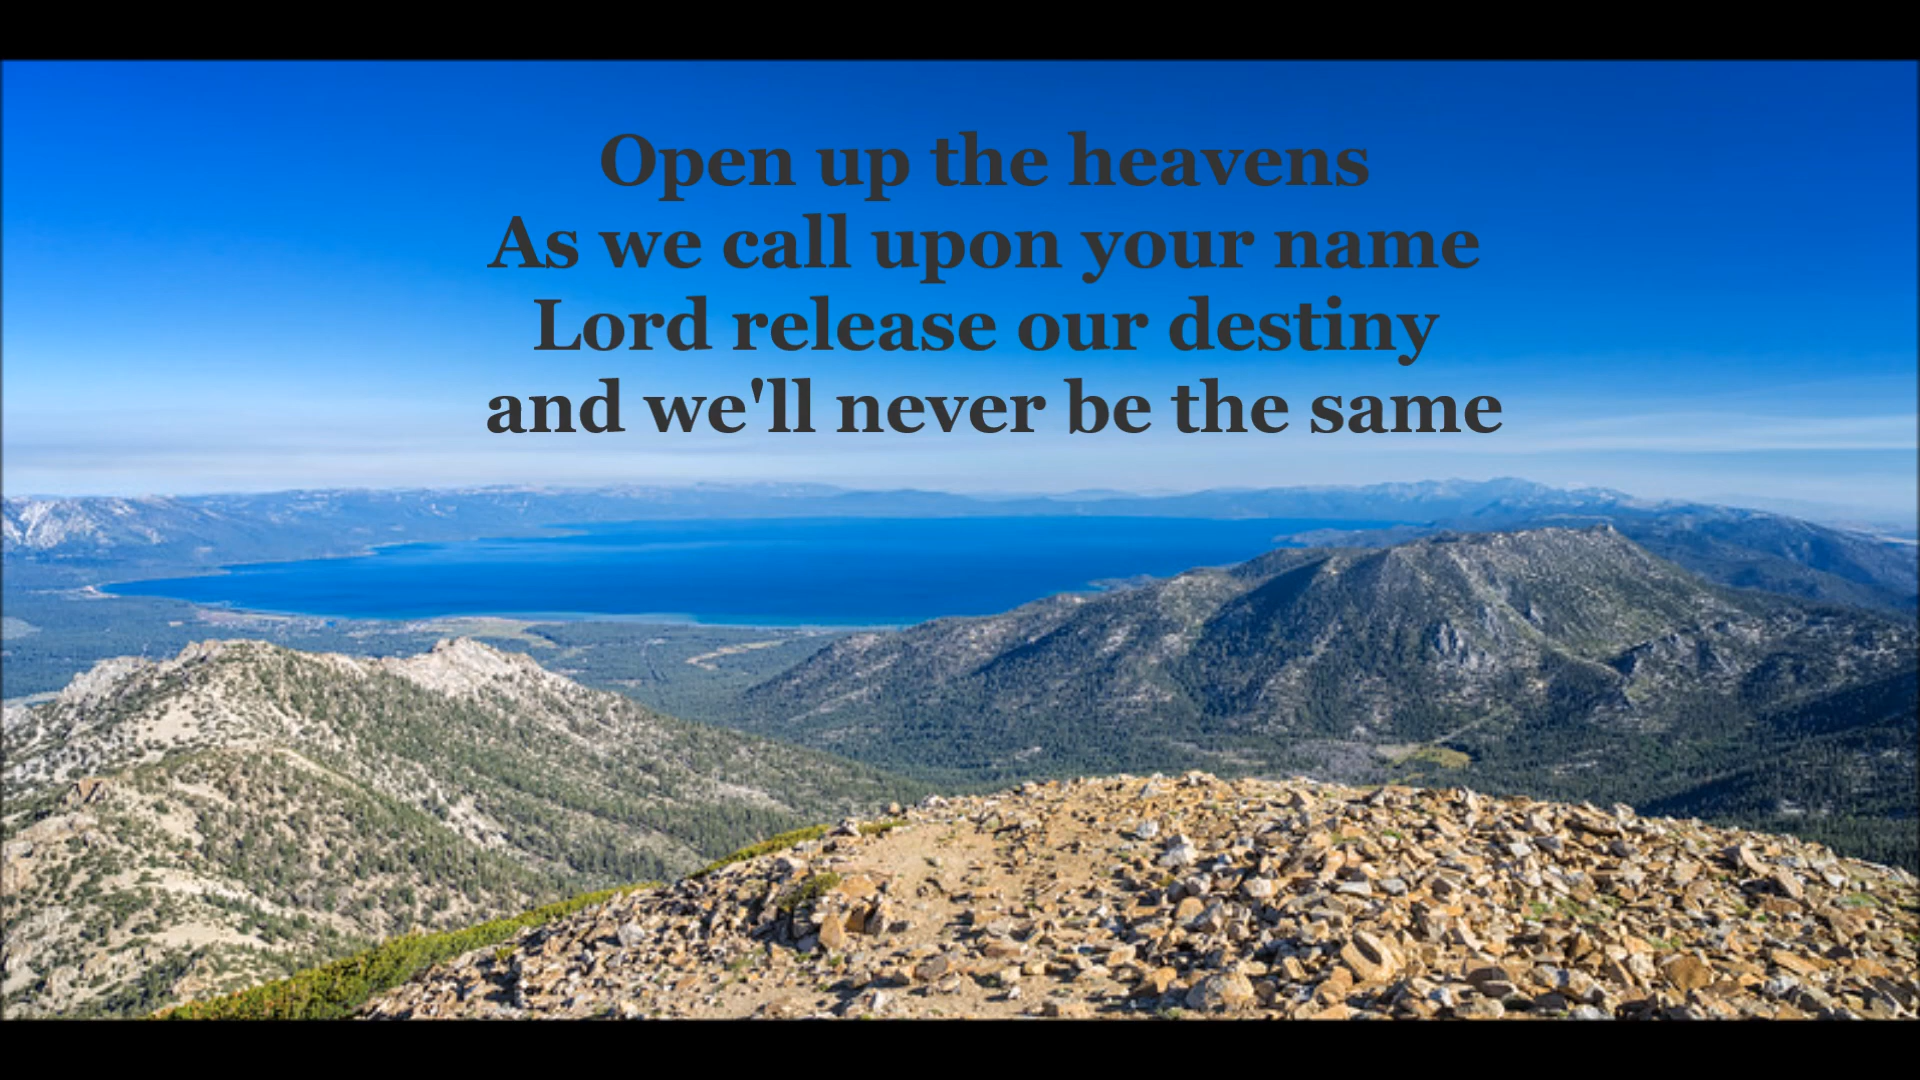 Open up the heavens
As we call upon your name
Lord release our destiny
and we'll never be the same